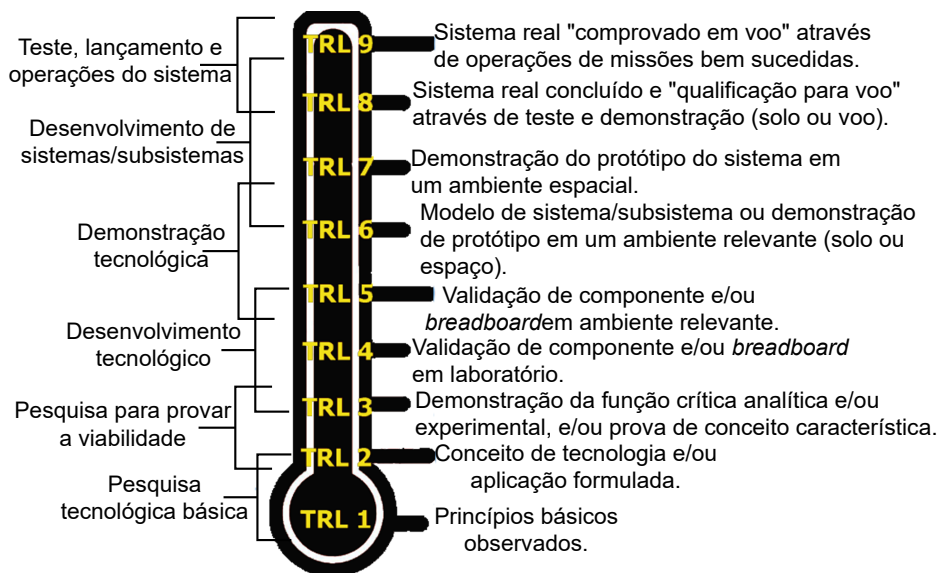 Teste, lançamento e
operações do sistema
Desenvolvimento de
sistemas/subsistemas
Demonstração
tecnológica
Desenvolvimento
tecnológico
Pesquisa para provar
a viabilidade
Pesquisa
tecnológica básica
TRL 9
Sistema real "comprovado em voo" através
de operações de missões bem sucedidas.
TRL 8
Sistema real concluído e "qualificação para voo"
através de teste e demonstração (solo ou voo).
TRL 7
Demonstração do protótipo do sistema em
um ambiente espacial.
TRL 6
Modelo de sistema/subsistema ou demonstração
de protótipo em um ambiente relevante (solo ou
espaço).
TRL 5
Validação de componente e/ou
breadboardem ambiente relevante.
TRL 4
Validação de componente e/ou breadboard
em laboratório.
TRL 3
Demonstração da função crítica analítica e/ou
experimental, e/ou prova de conceito característica.
TRL 2
Conceito de tecnologia e/ou
aplicação formulada.
TRL 1
Princípios básicos
observados.